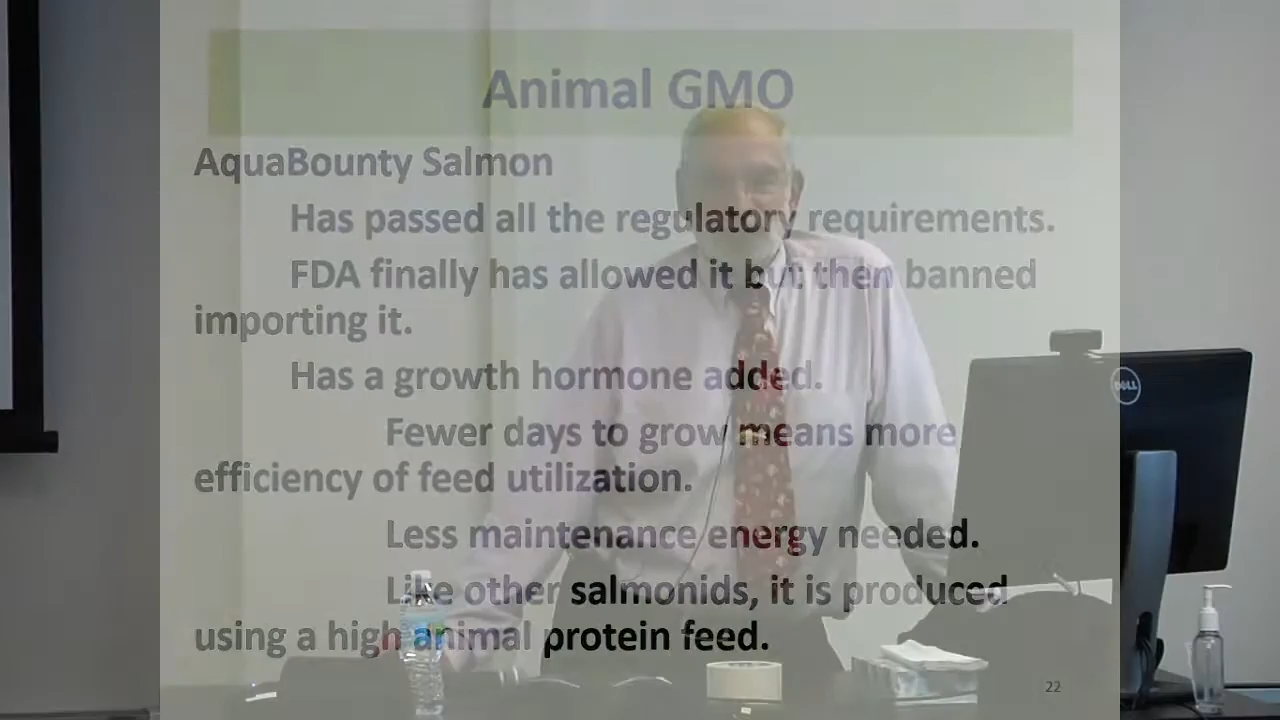 Animal GMO
AquaBounty Salmon
Has passed all the regulatory requirements.
FDA finally has allowed it but then banned
importing it.
Has a growth hormone added.
Fewer days to grow means more
efficiency of feed utilization.
Less maintenance energy needed.
Like other salmonids, it is produced
using a high animal protein feed.
22
DELL